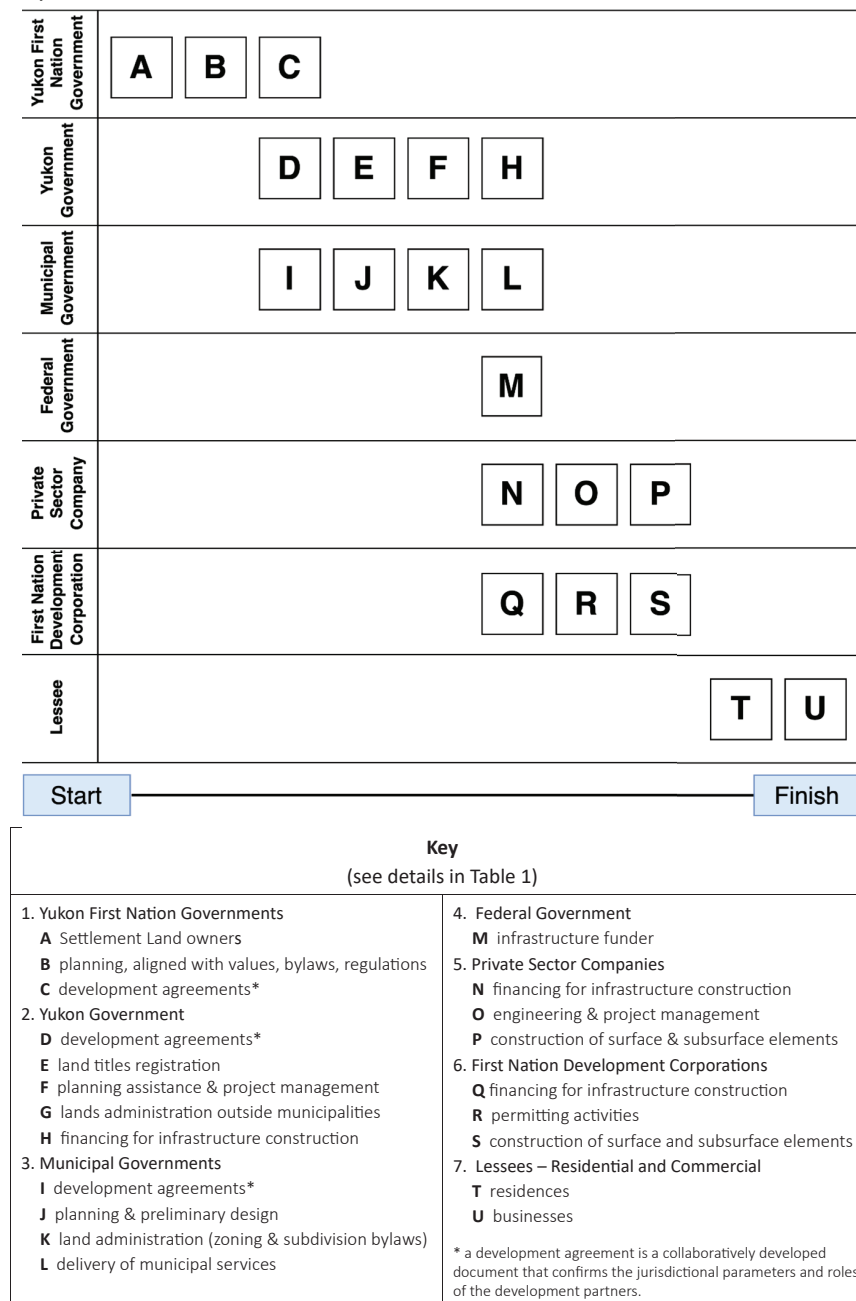 Yukon First
Nation
Government
A B C
Yukon
Government
D E F H
Municipal
Government
I J K L
Federal
Government
M
Private
Sector
Company
N O P
First Nation
Development
Corporation
Q R S
Lessee
T U
Start Finish
Key
(see details in Table 1)
1. Yukon First Nation Governments
A Settlement Land owners
B planning, aligned with values, bylaws, regulations
C development agreements*
2. Yukon Government
D development agreements*
E land titles registration
F planning assistance & project management
G lands administration outside municipalities
H financing for infrastructure construction
3. Municipal Governments
I development agreements*
J planning & preliminary design
K land administration (zoning & subdivision bylaws)
L delivery of municipal services
4. Federal Government
M infrastructure funder
5. Private Sector Companies
N financing for infrastructure construction
O engineering & project management
P construction of surface & subsurface elements
6. First Nation Development Corporations
Q financing for infrastructure construction
R permitting activities
S construction of surface and subsurface elements
7. Lessees – Residential and Commercial
T residences
U businesses
* a development agreement is a collaboratively developed
document that confirms the jurisdictional parameters and roles
of the development partners.